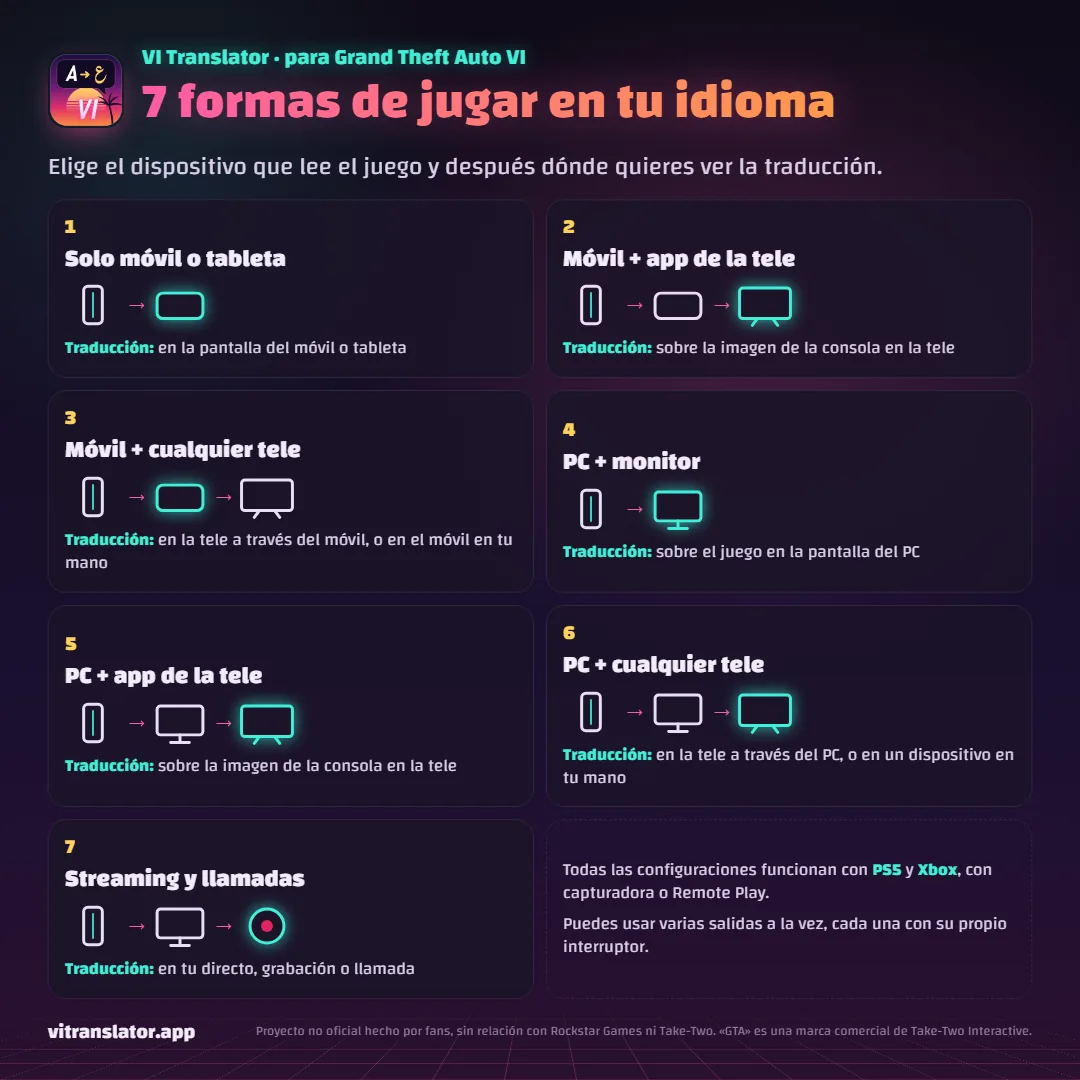 A→ع
VI
VI Translator · para Grand Theft Auto VI
7 formas de jugar en tu idioma
Elige el dispositivo que lee el juego y después dónde quieres ver la traducción.
1
Solo móvil o tableta
→
Traducción: en la pantalla del móvil o tableta
2
Móvil + app de la tele
→ →
Traducción: sobre la imagen de la consola en la tele
3
Móvil + cualquier tele
→ →
Traducción: en la tele a través del móvil, o en el móvil en tu
mano
4
PC + monitor
→
Traducción: sobre el juego en la pantalla del PC
5
PC + app de la tele
→ →
Traducción: sobre la imagen de la consola en la tele
6
PC + cualquier tele
→ →
Traducción: en la tele a través del PC, o en un dispositivo en
tu mano
7
Streaming y llamadas
→ →
Traducción: en tu directo, grabación o llamada
Todas las configuraciones funcionan con PS5 y Xbox, con
capturadora o Remote Play.
Puedes usar varias salidas a la vez, cada una con su propio
interruptor.
vitranslator.app
Proyecto no oficial hecho por fans, sin relación con Rockstar Games ni Take-Two. «GTA» es una marca comercial de Take-Two Interactive.